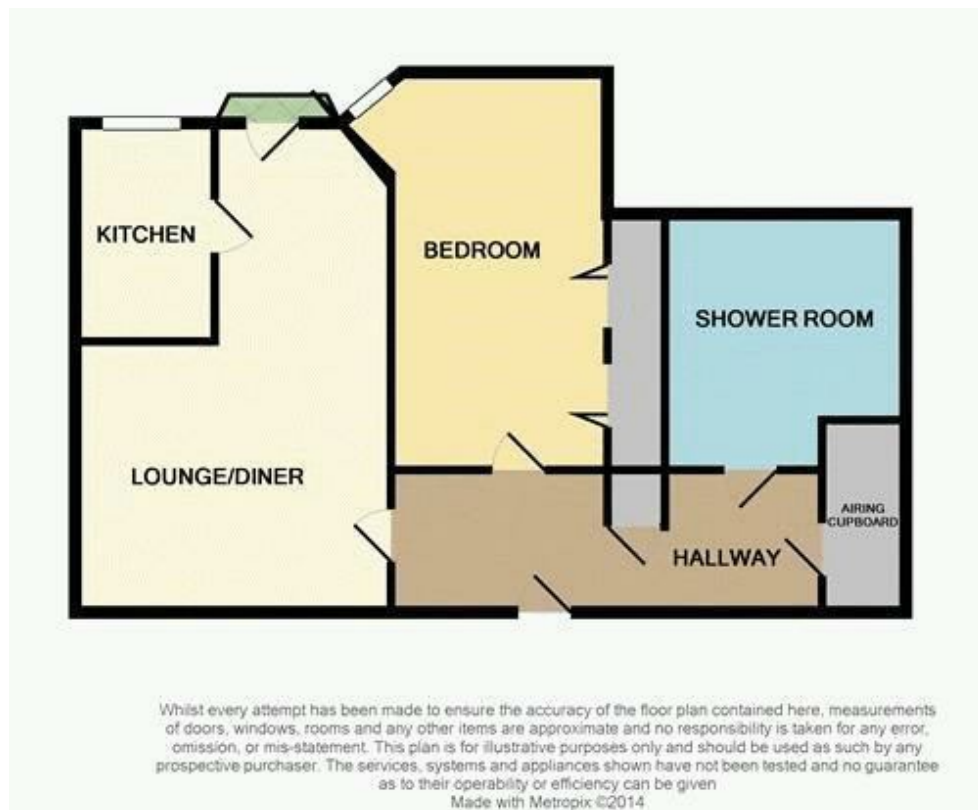 KITCHEN
BEDROOM
SHOWER ROOM
LOUNGE/DINER
AIRING
CUPBOARD
HALLWAY
Whilst every attempt has been made to ensure the accuracy of the floor plan contained here, measurements
of doors, windows, rooms and any other items are approximate and no responsibility is taken for any error,
omission, or mis-statement. This plan is for illustrative purposes only and should be used as such by any
prospective purchaser. The services, systems and appliances shown have not been tested and no guarantee
as to their operability or efficiency can be given
Made with Metropix ©2014